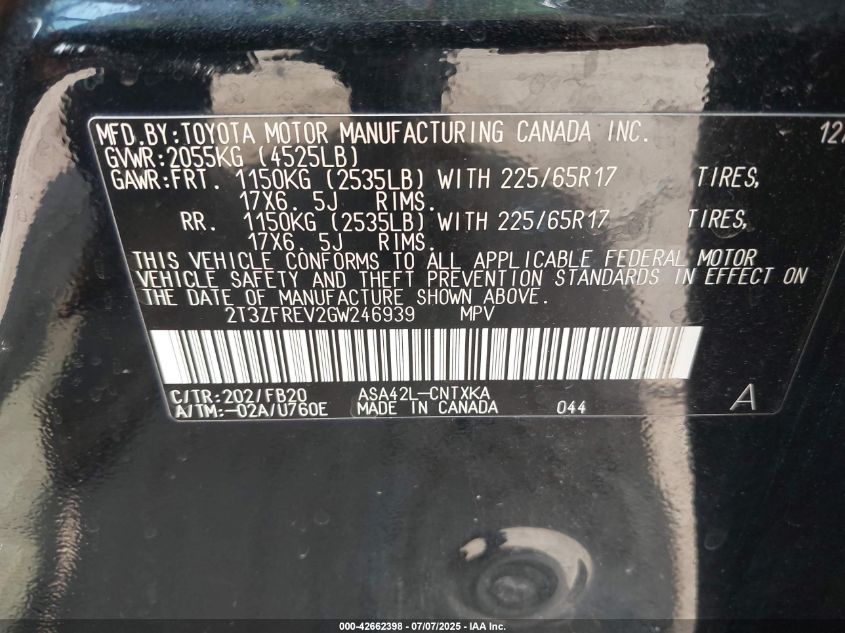 MFD.BY:TOYOTA MOTOR MANUFACTURING CANADA INC. 12/
GVWR:2055KG (4525LB)
GAWR:FRT. 1150KG (2535LB) WITH 225/65R17 TIRES,
17X6. 5J RIMS.
RR. 1150KG (2535LB) WITH 225/65R17 TIRES,
17X6. 5J RIMS.
THIS VEHICLE CONFORMS TO ALL APPLICABLE FEDERAL MOTOR
VEHICLE SAFETY AND THEFT PREVENTION STANDARDS IN EFFECT ON
THE DATE OF MANUFACTURE SHOWN ABOVE.
2T3ZFREV2GW246939 MPV
C/TR:202/FB20 ASA42L-CNTXKA
A/TM:-02A/U760E MADE IN CANADA 044 A
000-42662398 - 07/07/2025 - IAA Inc.